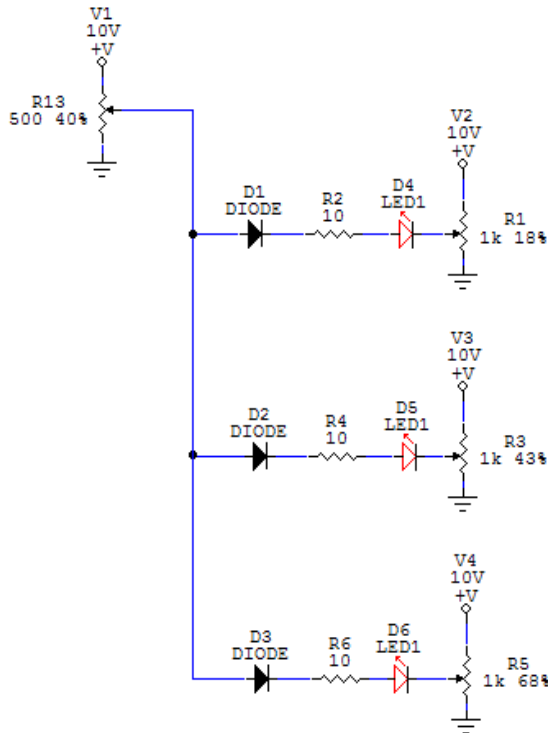 V1
10V
+V
R13
500 40%
V2
10V
+V
D1
DIODE
R2
10
D4
LED1
R1
1k 18%
V3
10V
+V
D2
DIODE
R4
10
D5
LED1
R3
1k 43%
V4
10V
+V
D3
DIODE
R6
10
D6
LED1
R5
1k 68%